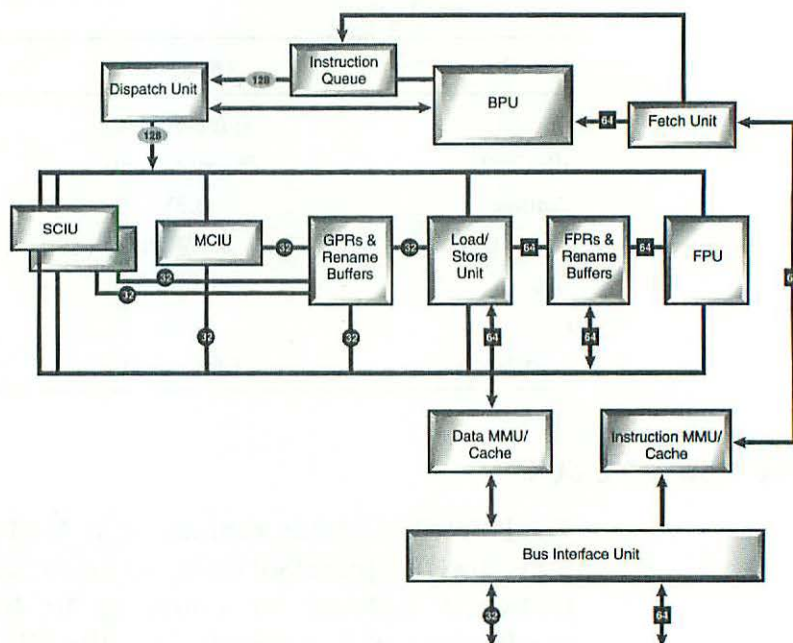 Instruction
Queue
128
Dispatch Unit
BPU
64
Fetch Unit
128
SCIU
MCIU
32
GPRs &
Rename
Buffers
32
Load/
Store
Unit
64
FPRs &
Rename
Buffers
64
FPU
32
32
32
32
64
64
Data MMU/
Cache
Instruction MMU/
Cache
Bus Interface Unit
32
64